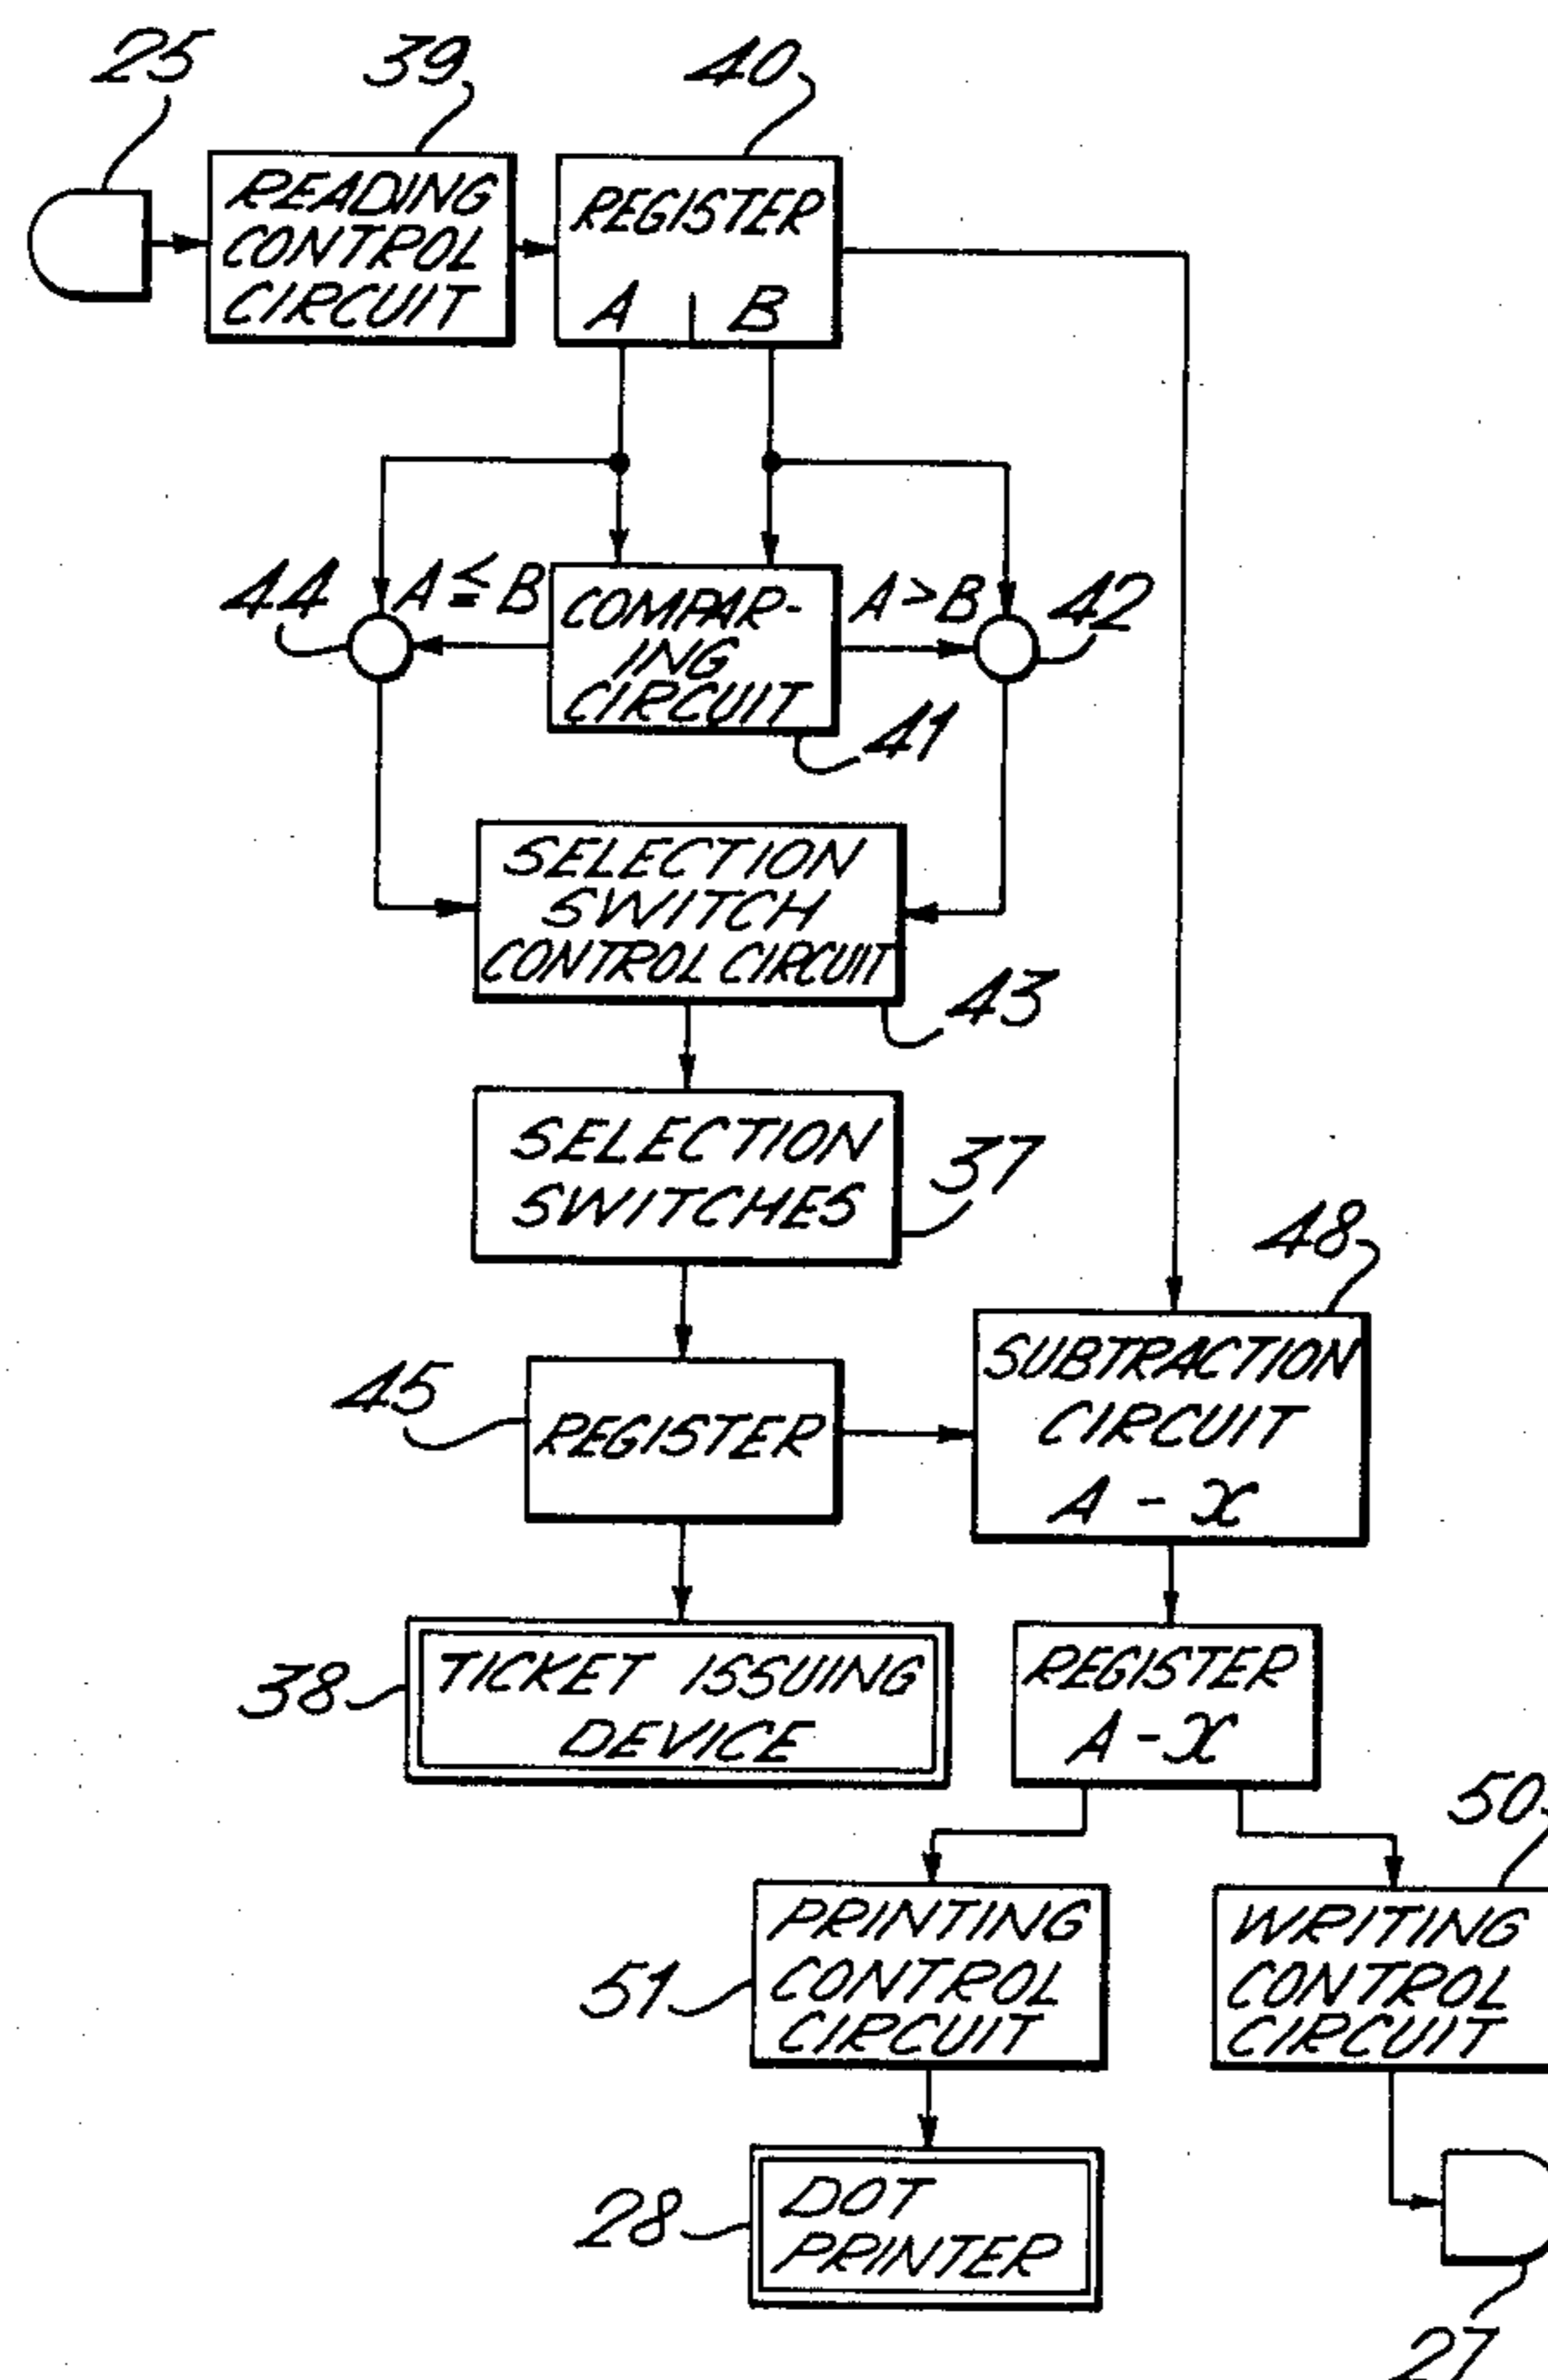 25
39
40
READING
CONTROL
CIRCUIT
REGISTER
A B
44
A ≦ B
COMPAR-
ING
CIRCUIT
A > B
42
41
SELECTION
SWITCH
CONTROL CIRCUIT
43
SELECTION
SWITCHES
37
48
45
REGISTER
SUBTRACTION
CIRCUIT
A - x
38
TICKET ISSUING
DEVICE
REGISTER
A - x
50
51
PRINTING
CONTROL
CIRCUIT
WRITING
CONTROL
CIRCUIT
28
DOT
PRINTER
27